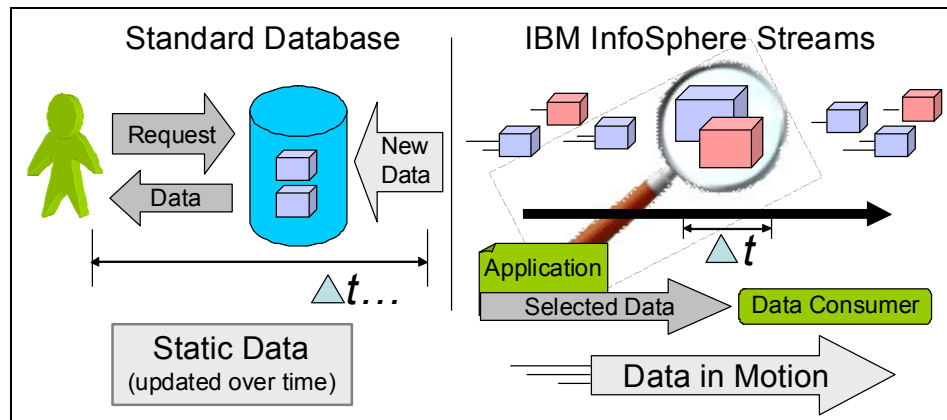 Standard Database
Request
Data
New
Data
△t...
Static Data
(updated over time)
IBM InfoSphere Streams
△t
Application
Selected Data
Data Consumer
Data in Motion